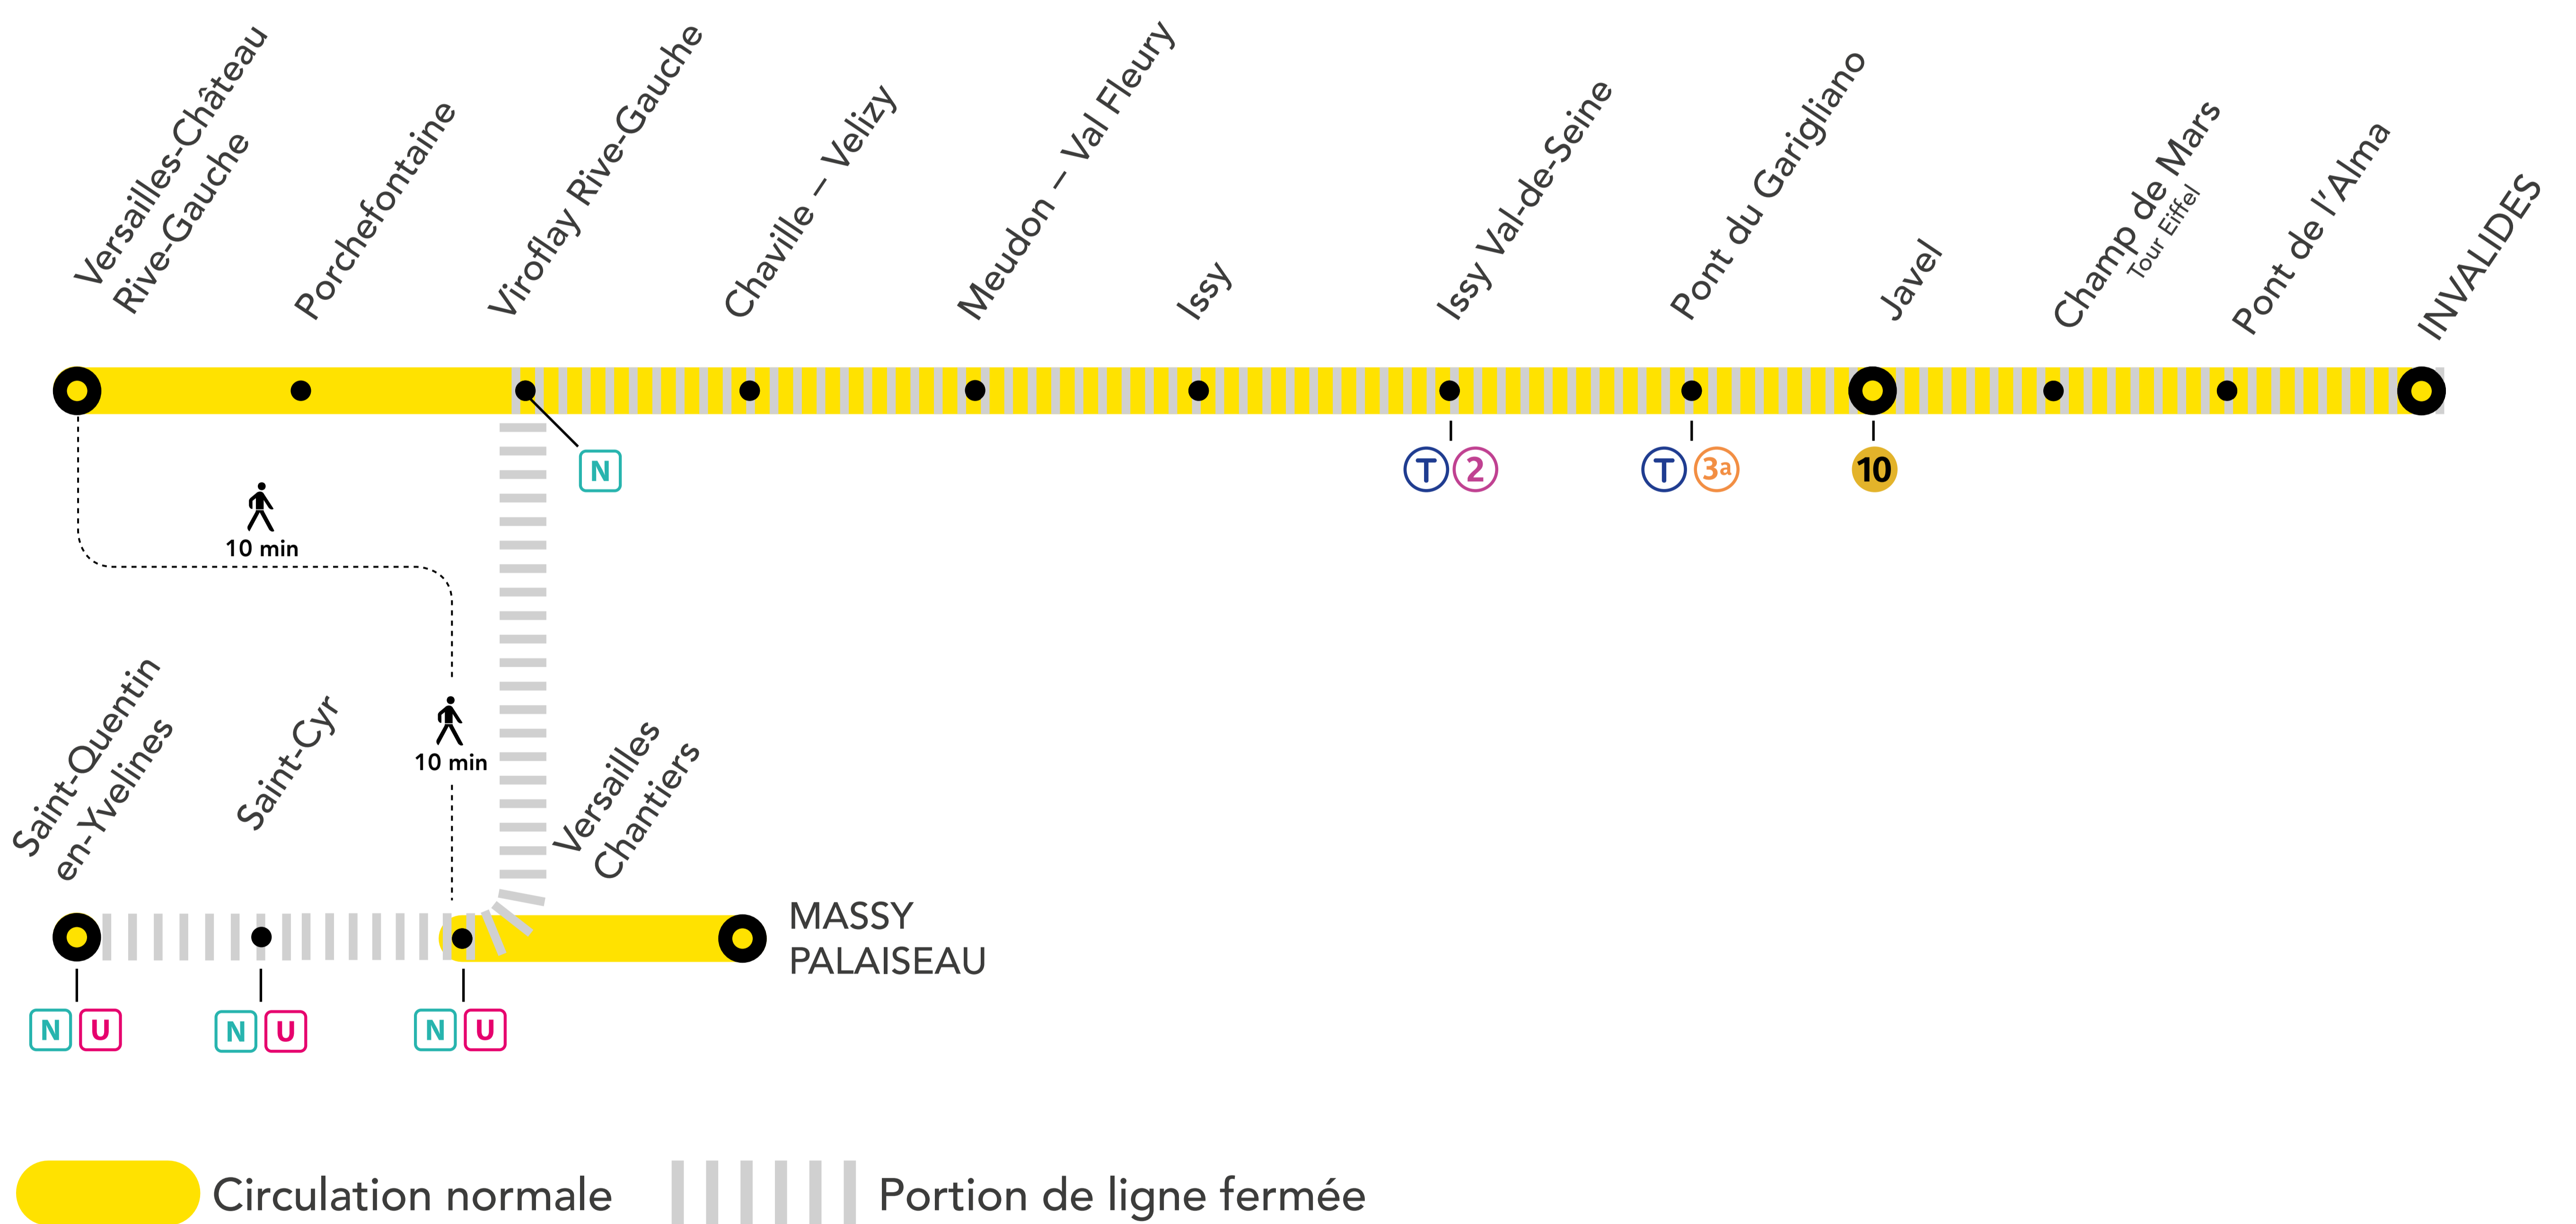 Versailles-Château
Rive-Gauche
Porchefontaine
Viroflay Rive-Gauche
Chaville – Velizy
Meudon – Val Fleury
Issy
Issy Val-de-Seine
Pont du Garigliano
Javel
Champ de Mars
Tour Eiffel
Pont de l'Alma
INVALIDES
N
T 2
T 3a
10
10 min
10 min
Saint-Quentin
en-Yvelines
Saint-Cyr
Versailles
Chantiers
MASSY
PALAISEAU
N U
N U
N U
Circulation normale
Portion de ligne fermée